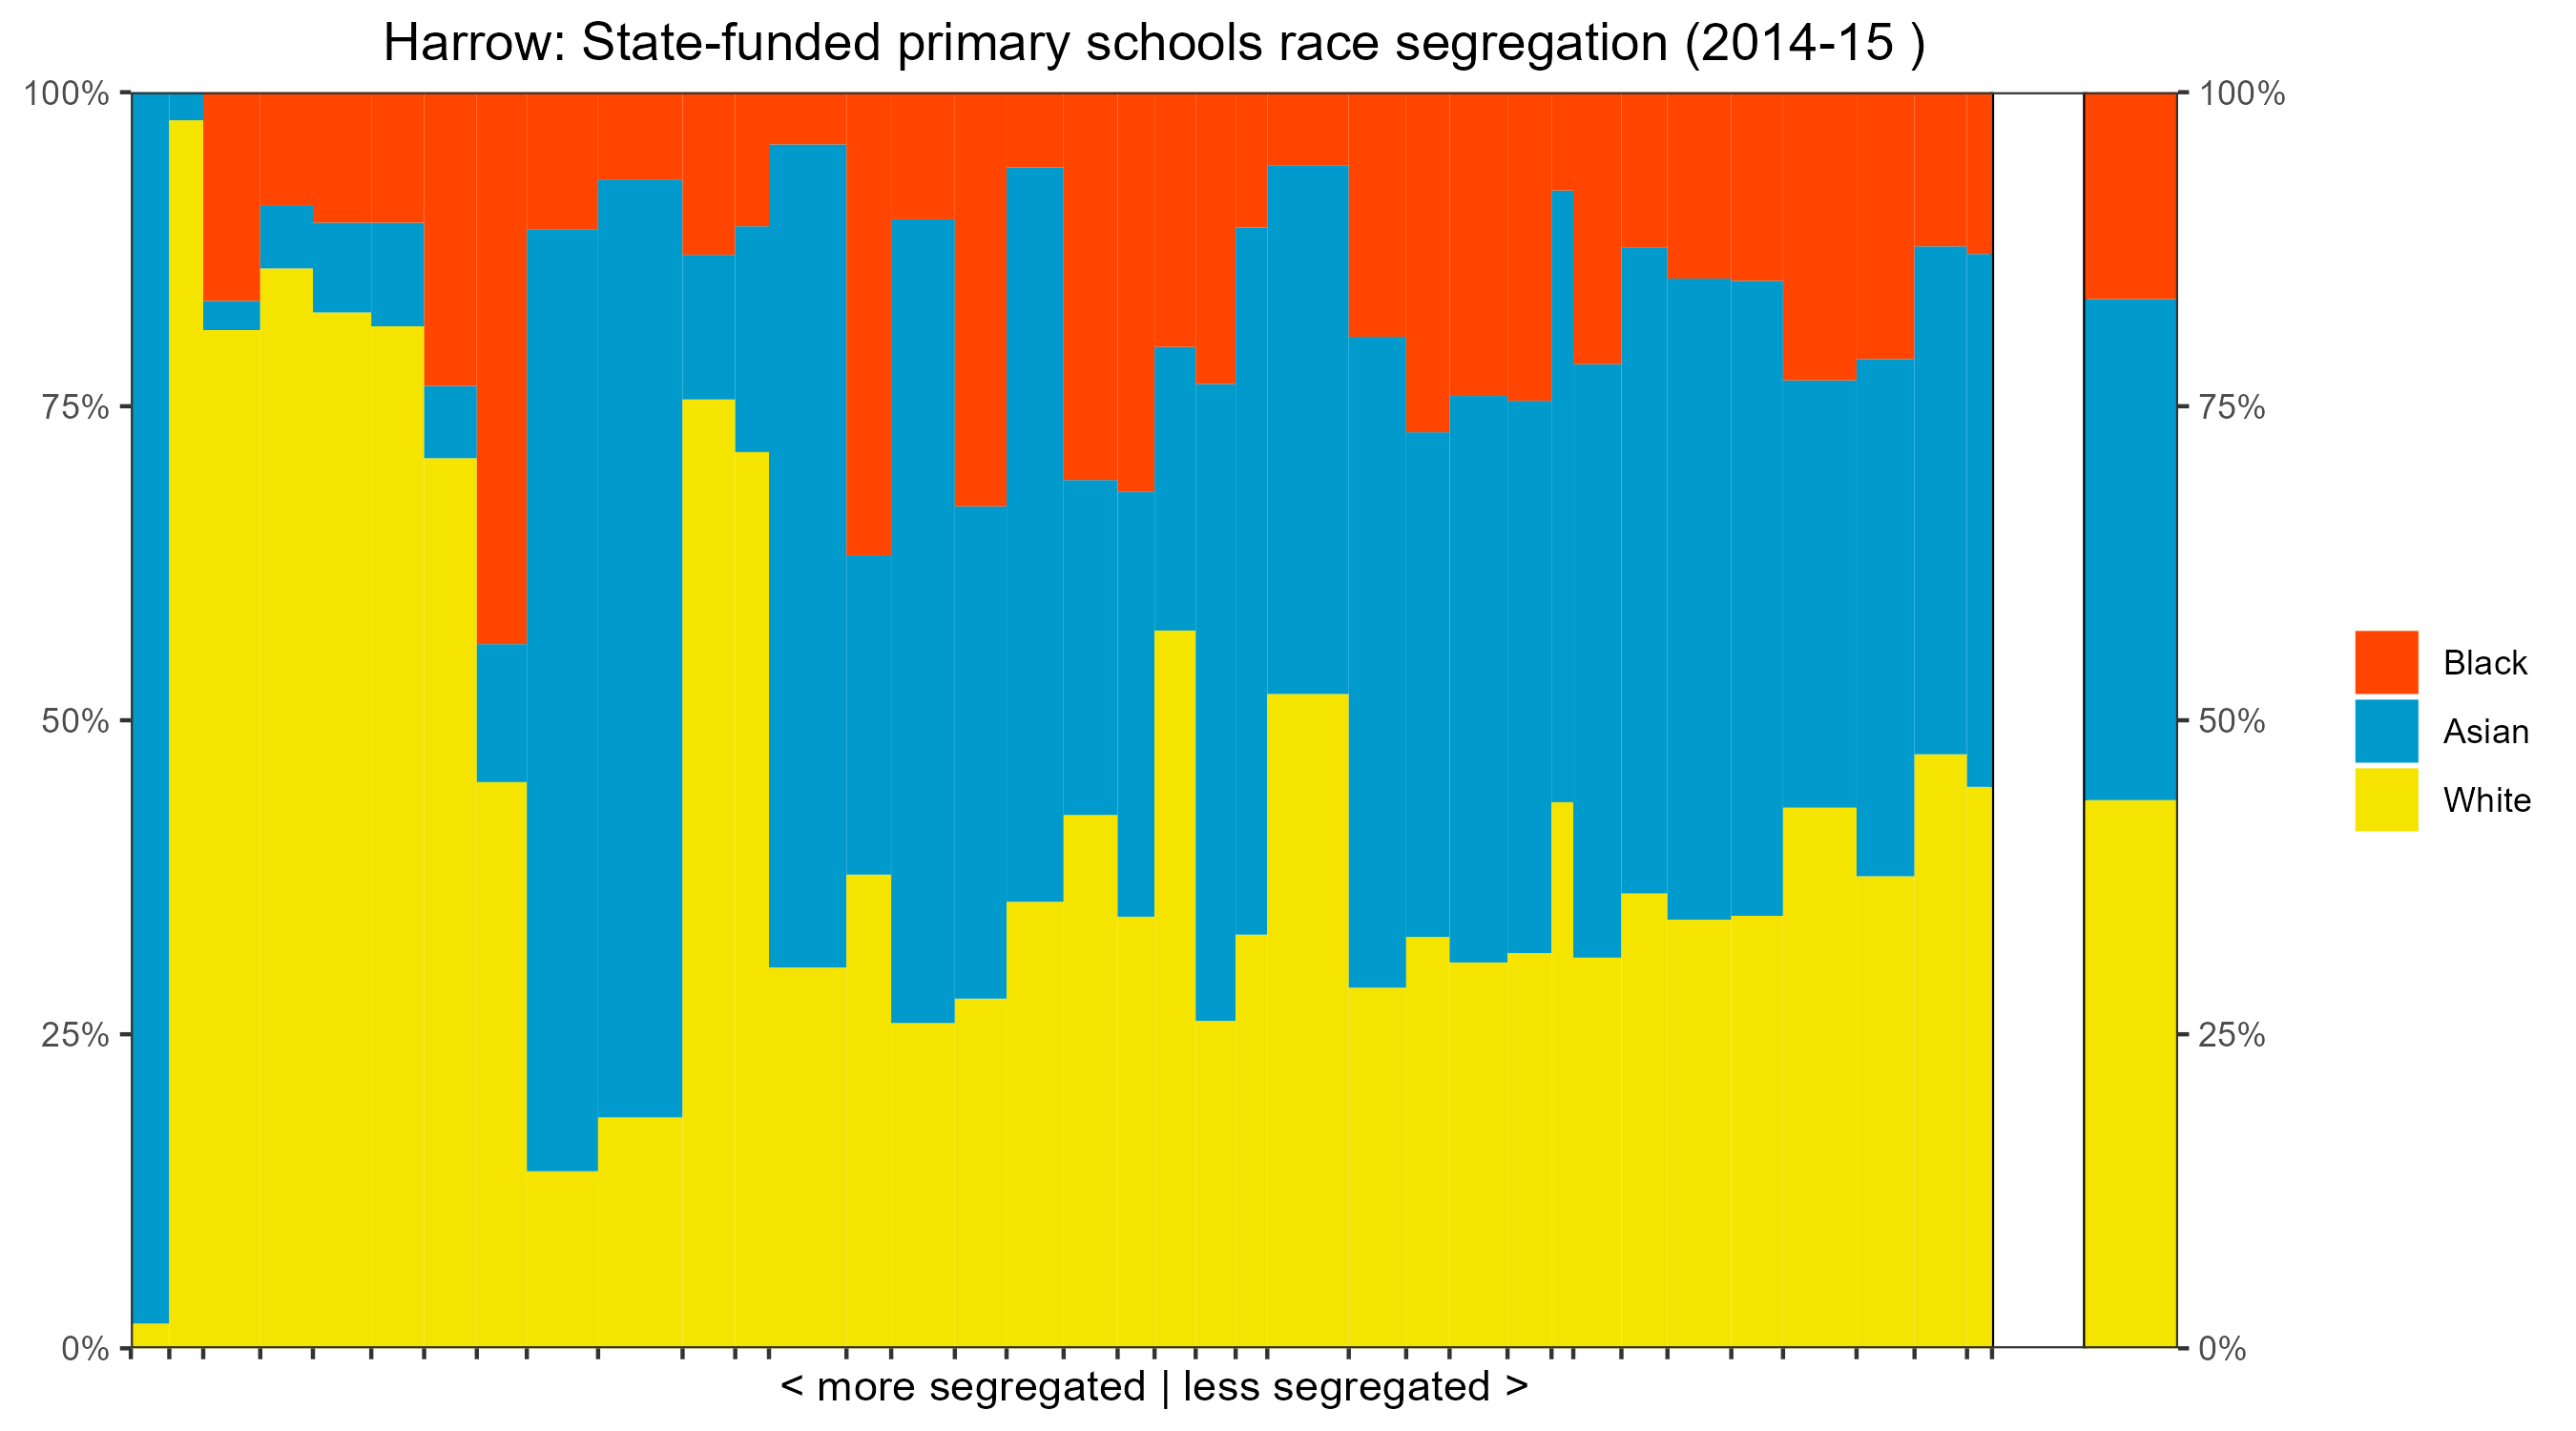 Harrow: State-funded primary schools race segregation (2014-15 )
100%
75%
50%
25%
0%
100%
75%
50%
25%
0%
Black
Asian
White
< more segregated | less segregated >